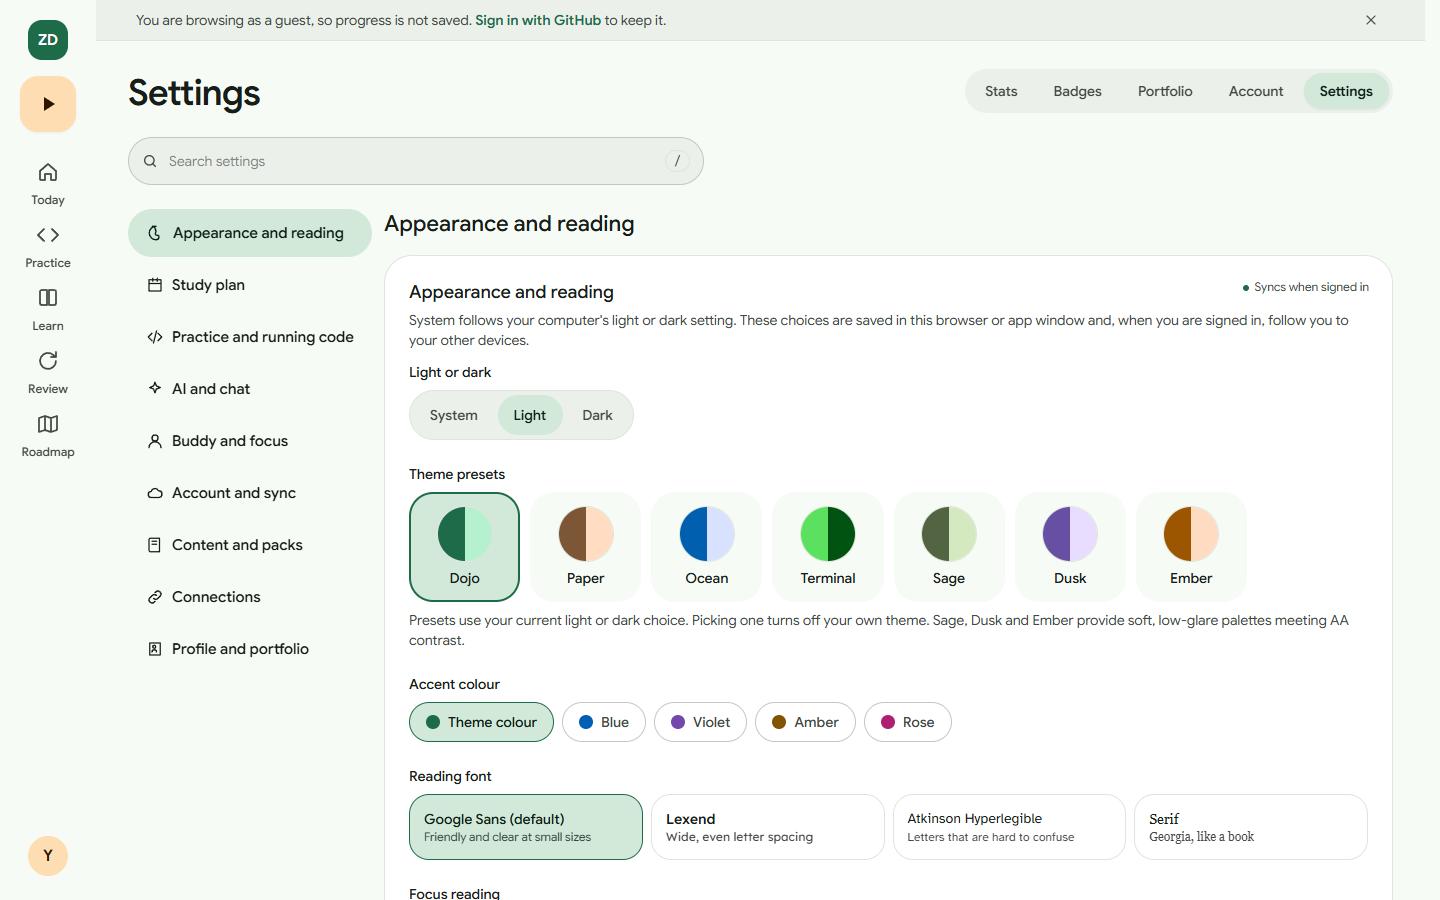 You are browsing as a guest, so progress is not saved. Sign in with GitHub to keep it.
ZD
Settings
Stats
Badges
Portfolio
Account
Settings
Search settings
/
Today
Practice
Learn
Review
Roadmap
Y
Appearance and reading
Study plan
Practice and running code
AI and chat
Buddy and focus
Account and sync
Content and packs
Connections
Profile and portfolio
Appearance and reading
Appearance and reading
Syncs when signed in
System follows your computer's light or dark setting. These choices are saved in this browser or app window and, when you are signed in, follow you to
your other devices.
Light or dark
System
Light
Dark
Theme presets
Dojo
Paper
Ocean
Terminal
Sage
Dusk
Ember
Presets use your current light or dark choice. Picking one turns off your own theme. Sage, Dusk and Ember provide soft, low-glare palettes meeting AA
contrast.
Accent colour
Theme colour
Blue
Violet
Amber
Rose
Reading font
Google Sans (default)
Friendly and clear at small sizes
Lexend
Wide, even letter spacing
Atkinson Hyperlegible
Letters that are hard to confuse
Serif
Georgia, like a book
Focus reading